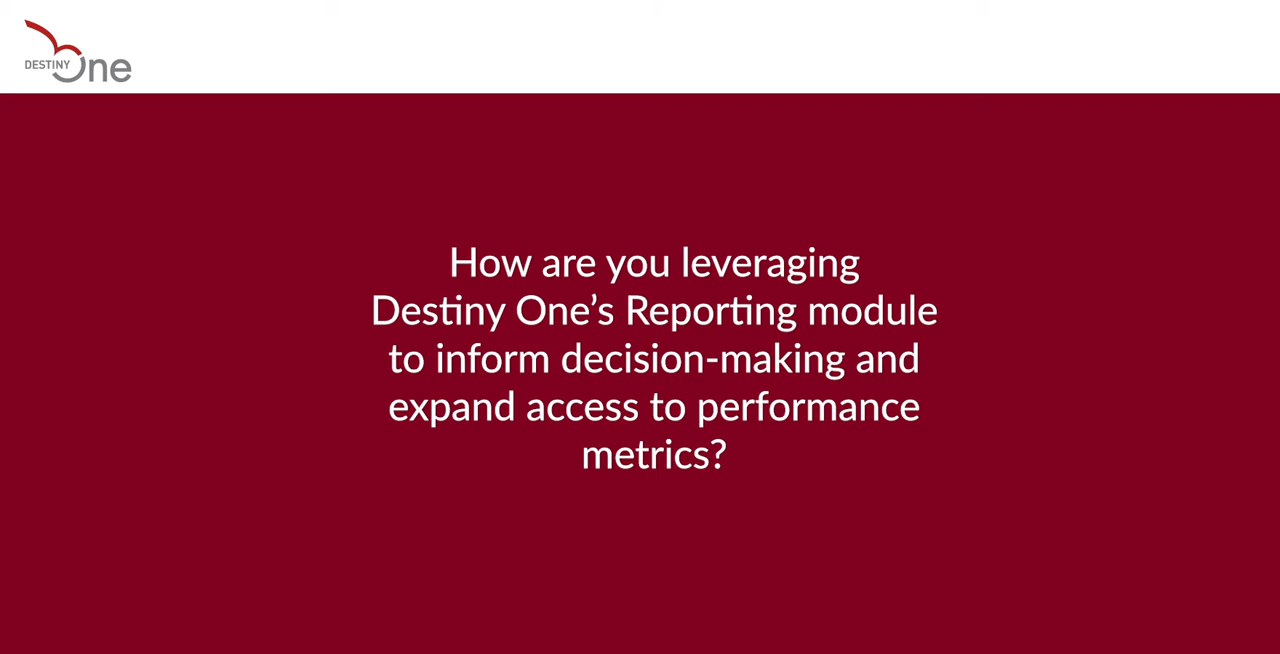 DESTINY One
How are you leveraging
Destiny One’s Reporting module
to inform decision-making and
expand access to performance
metrics?